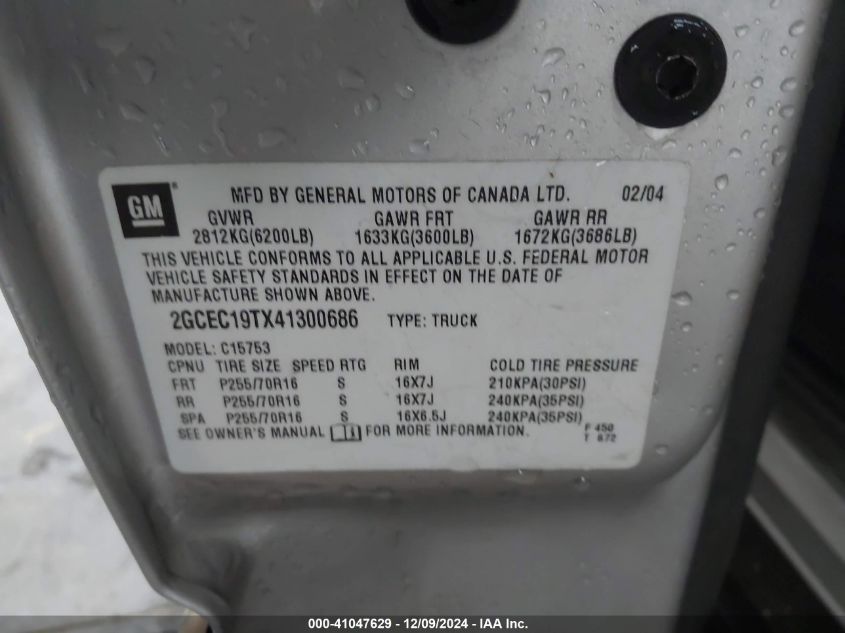 GM ® MFD BY GENERAL MOTORS OF CANADA LTD. 02/04
GVWR GAWR FRT GAWR RR
2812KG(6200LB) 1633KG(3600LB) 1672KG(3686LB)
THIS VEHICLE CONFORMS TO ALL APPLICABLE U.S. FEDERAL MOTOR
VEHICLE SAFETY STANDARDS IN EFFECT ON THE DATE OF
MANUFACTURE SHOWN ABOVE.
2GCEC19TX41300686 TYPE: TRUCK
MODEL: C15753
CPNU TIRE SIZE SPEED RTG RIM COLD TIRE PRESSURE
FRT P255/70R16 S 16X7J 210KPA(30PSI)
RR P255/70R16 S 16X7J 240KPA(35PSI)
SPA P255/70R16 S 16X6.5J 240KPA(35PSI)
SEE OWNER'S MANUAL FOR MORE INFORMATION. F 450
T 872
000-41047629 - 12/09/2024 - IAA Inc.